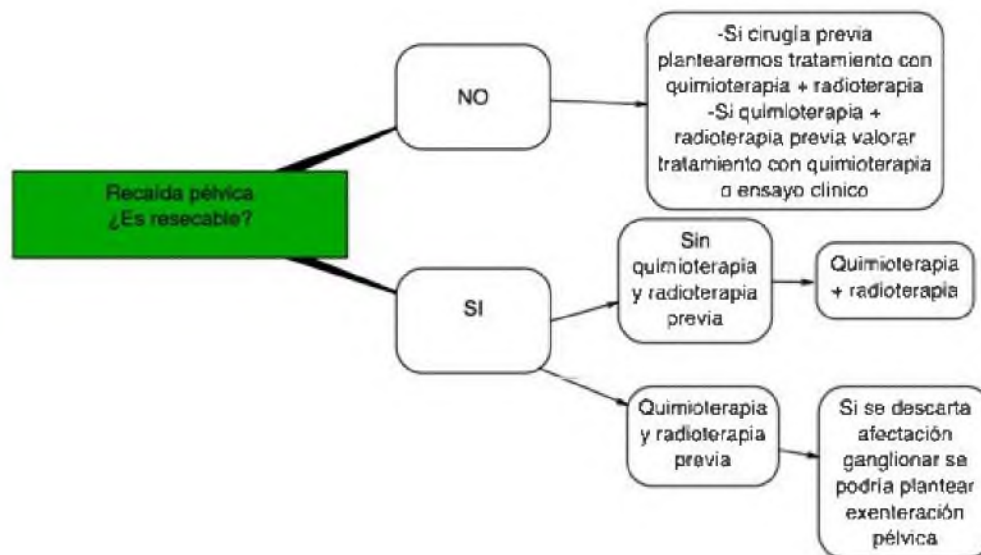 Recaída pélvica
¿Es resecable?
NO
-Si cirugía previa
plantearemos tratamiento con
quimioterapia + radioterapia
-Si quimioterapia +
radioterapia previa valorar
tratamiento con quimioterapia
o ensayo clínico
SI
Sin
quimioterapia
y radioterapia
previa
Quimioterapia
+ radioterapia
Quimioterapia
y radioterapia
previa
Si se descarta
afectación
ganglionar se
podría plantear
exenteración
pélvica